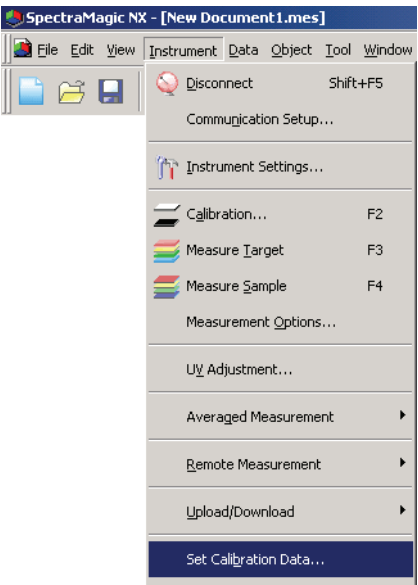 SpectraMagic NX - [New Document1.mes]
File Edit View Instrument Data Object Tool Window
Disconnect Shift+F5
Communication Setup...
Instrument Settings...
Calibration... F2
Measure Target F3
Measure Sample F4
Measurement Options...
UV Adjustment...
Averaged Measurement
Remote Measurement
Upload/Download
Set Calibration Data...